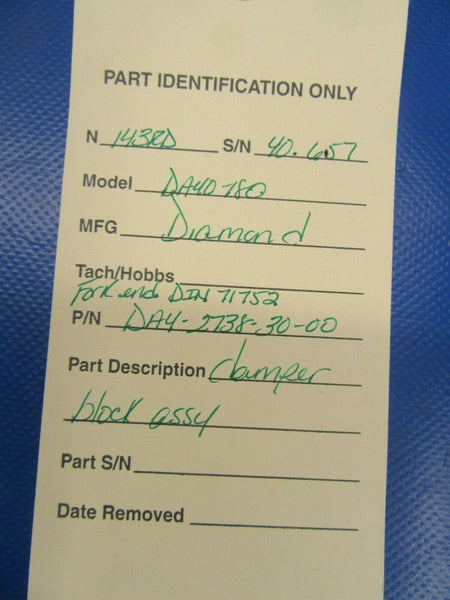 PART IDENTIFICATION ONLY
N 143RD S/N 40.657
Model DA40 180
MFG Diamond
Tach/Hobbs
Fork end DIN 71752
P/N DA4-2738-30-00
Part Description damper
block assy
Part S/N
Date Removed